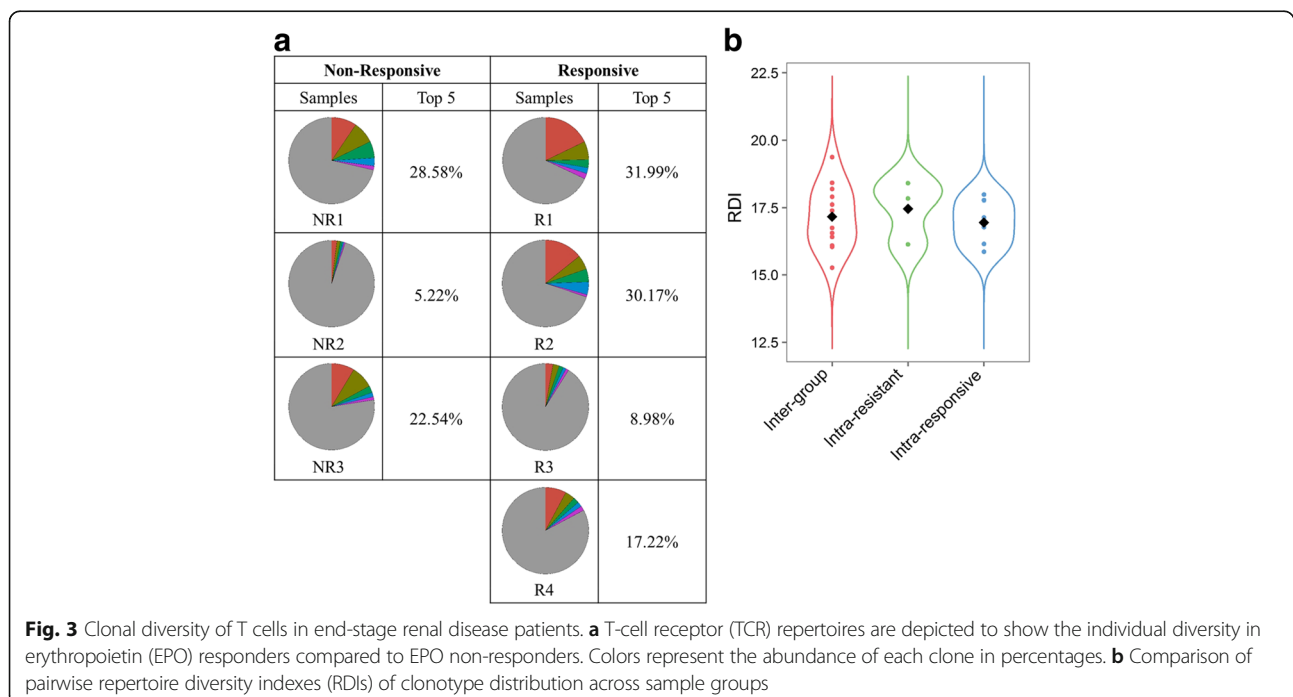 a
Non-Responsive Responsive
Samples Top 5 Samples Top 5
NR1 28.58% R1 31.99%
NR2 5.22% R2 30.17%
NR3 22.54% R3 8.98%
R4 17.22%
b
RDI
22.5
20.0
17.5
15.0
12.5
Inter-group
Intra-resistant
Intra-responsive
Fig. 3 Clonal diversity of T cells in end-stage renal disease patients. a T-cell receptor (TCR) repertoires are depicted to show the individual diversity in
erythropoietin (EPO) responders compared to EPO non-responders. Colors represent the abundance of each clone in percentages. b Comparison of
pairwise repertoire diversity indexes (RDIs) of clonotype distribution across sample groups